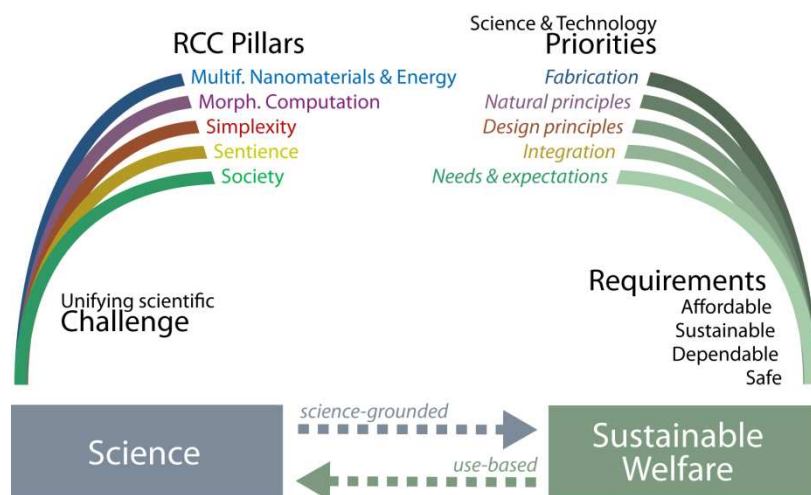 RCC Pillars
Multif. Nanomaterials & Energy
Morph. Computation
Simplexity
Sentience
Society
Science & Technology
Priorities
Fabrication
Natural principles
Design principles
Integration
Needs & expectations
Unifying scientific
Challenge
Requirements
Affordable
Sustainable
Dependable
Safe
Science
science-grounded
use-based
Sustainable
Welfare